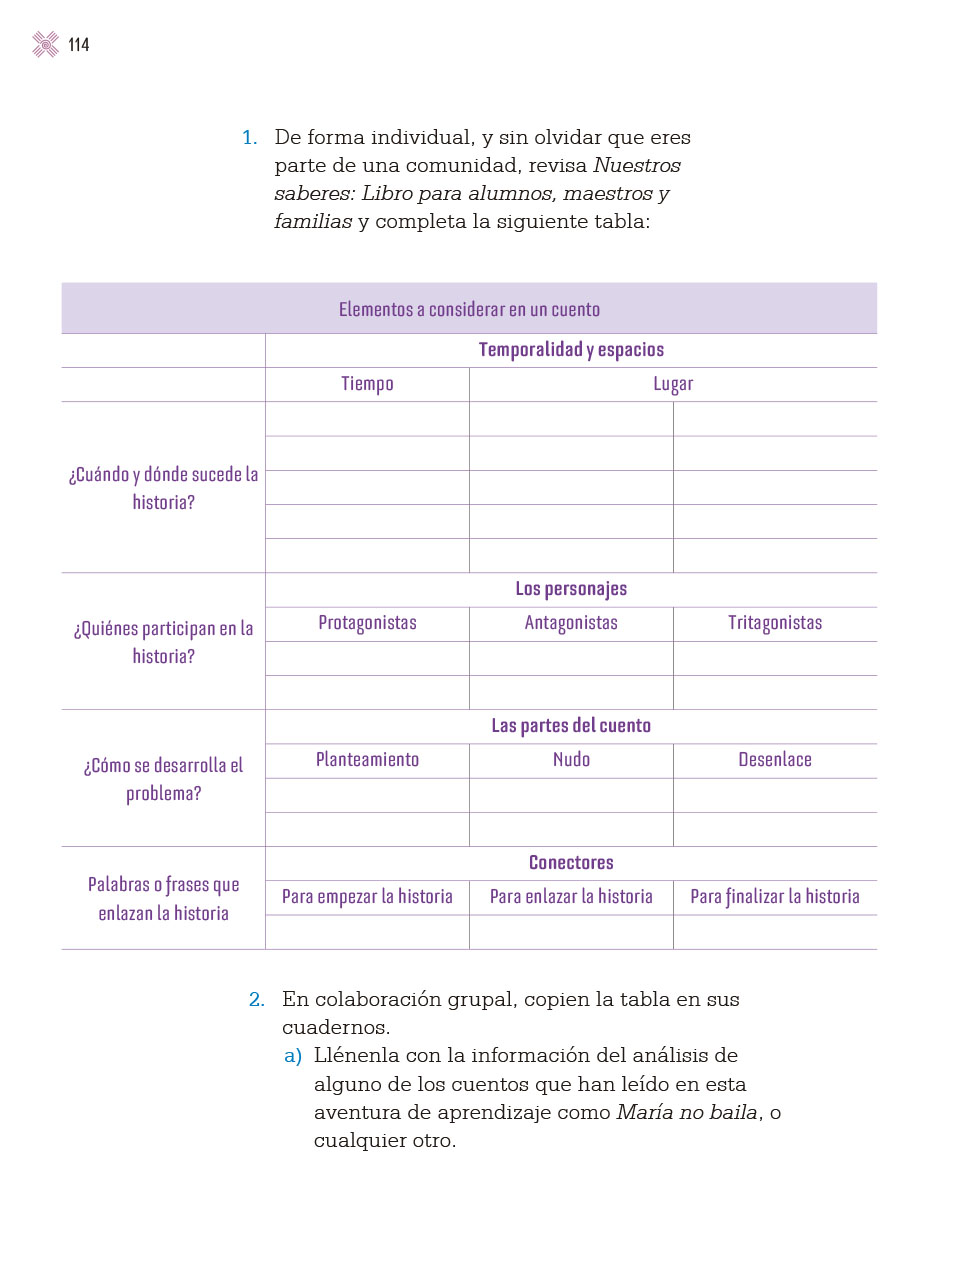 114
1. De forma individual, y sin olvidar que eres
parte de una comunidad, revisa Nuestros
saberes: Libro para alumnos, maestros y
familias y completa la siguiente tabla:
Elementos a considerar en un cuento
Temporalidad y espacios
Tiempo Lugar
¿Cuándo y dónde sucede la
historia?
Los personajes
Protagonistas Antagonistas Tritagonistas
¿Quiénes participan en la
historia?
Las partes del cuento
Planteamiento Nudo Desenlace
¿Cómo se desarrolla el
problema?
Conectores
Para empezar la historia Para enlazar la historia Para finalizar la historia
Palabras o frases que
enlazan la historia
2. En colaboración grupal, copien la tabla en sus
cuadernos.
a) Llénenla con la información del análisis de
alguno de los cuentos que han leído en esta
aventura de aprendizaje como María no baila, o
cualquier otro.